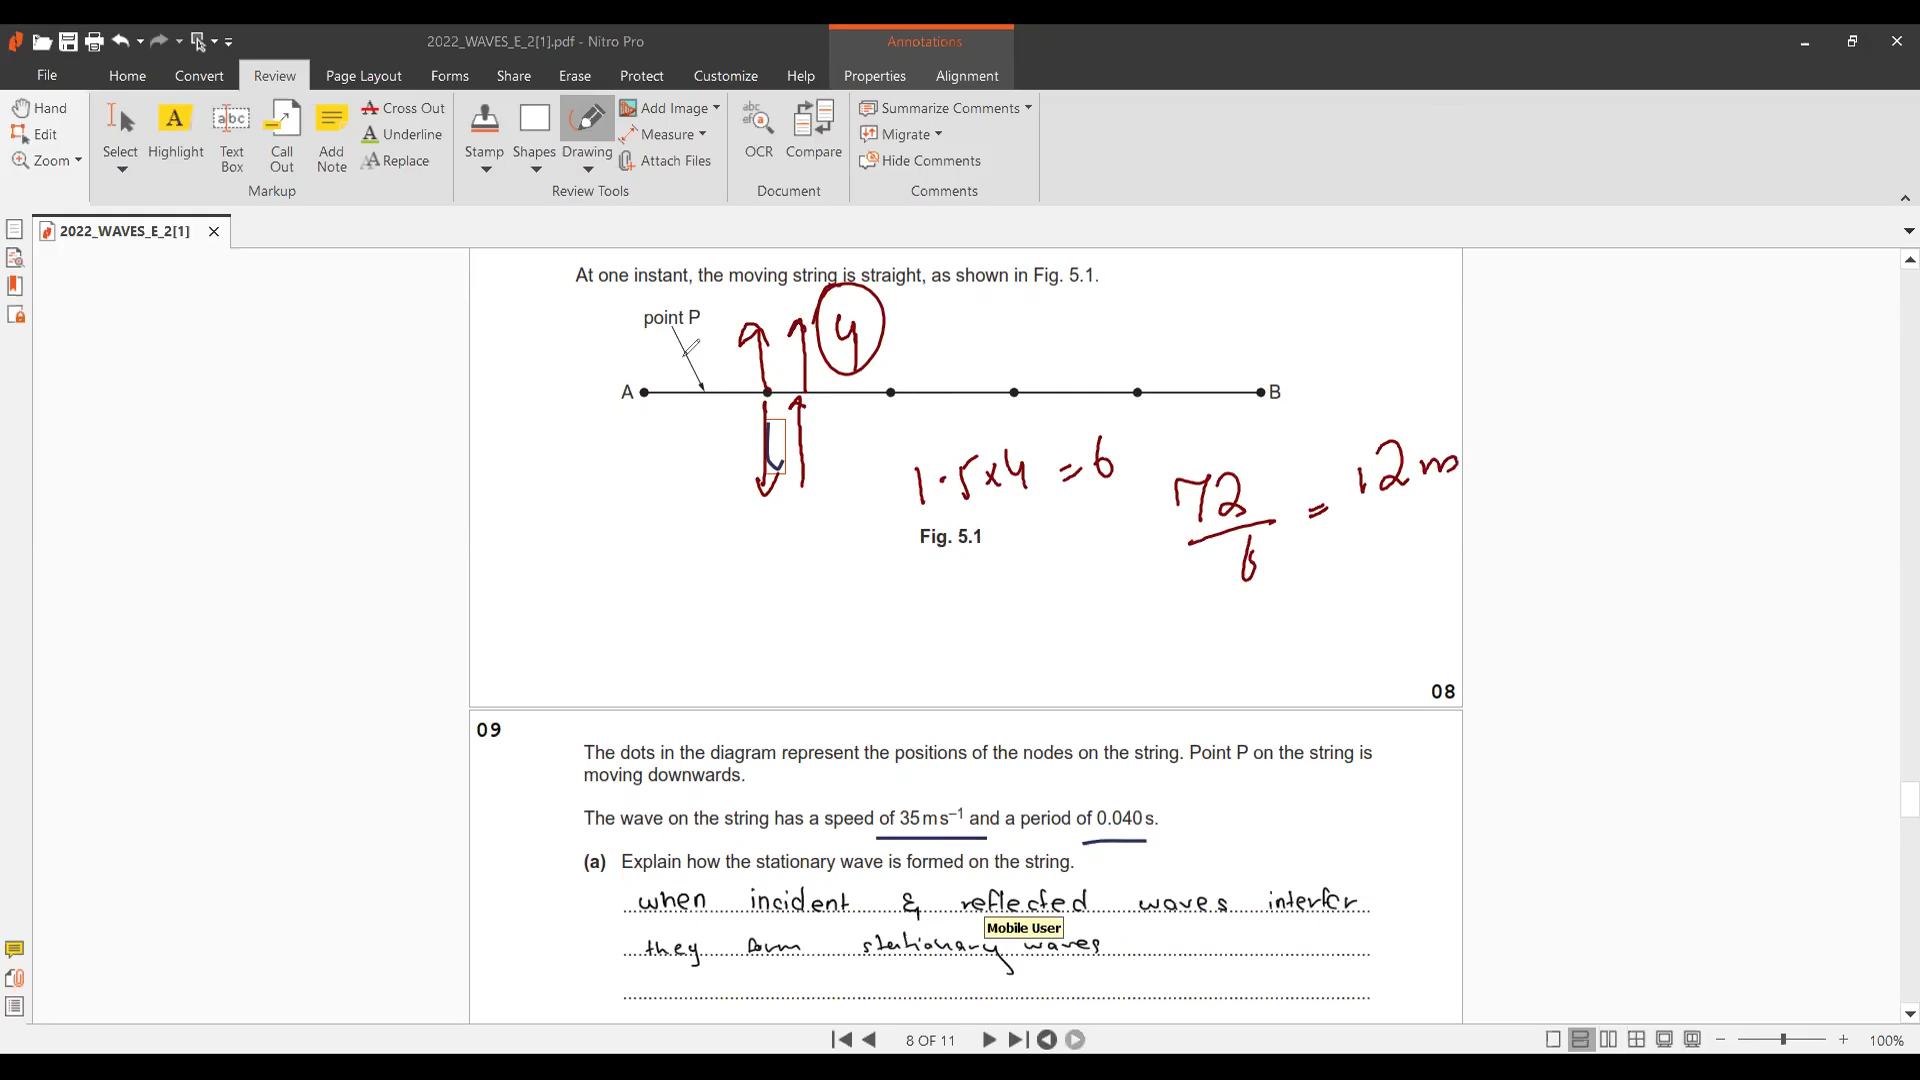 2022_WAVES_E_2[1].pdf - Nitro Pro
Annotations
File Home Convert Review Page Layout Forms Share Erase Protect Customize Help Properties Alignment
Hand
Edit
Zoom
Select
Highlight
Text Box
Call Out
Add Note
Cross Out
Underline
Replace
Markup
Stamp
Shapes
Drawing
Add Image
Measure
Attach Files
Review Tools
OCR
Compare
Document
Summarize Comments
Migrate
Hide Comments
Comments
2022_WAVES_E_2[1]
At one instant, the moving string is straight, as shown in Fig. 5.1.
point P
y
A B
1.5x4 = 6
72/6 = 12 m
Fig. 5.1
08
09
The dots in the diagram represent the positions of the nodes on the string. Point P on the string is
moving downwards.
The wave on the string has a speed of 35 m s⁻¹ and a period of 0.040 s.
(a) Explain how the stationary wave is formed on the string.
when incident & reflected waves interfer
Mobile User
they stationary waves
8 OF 11
100%